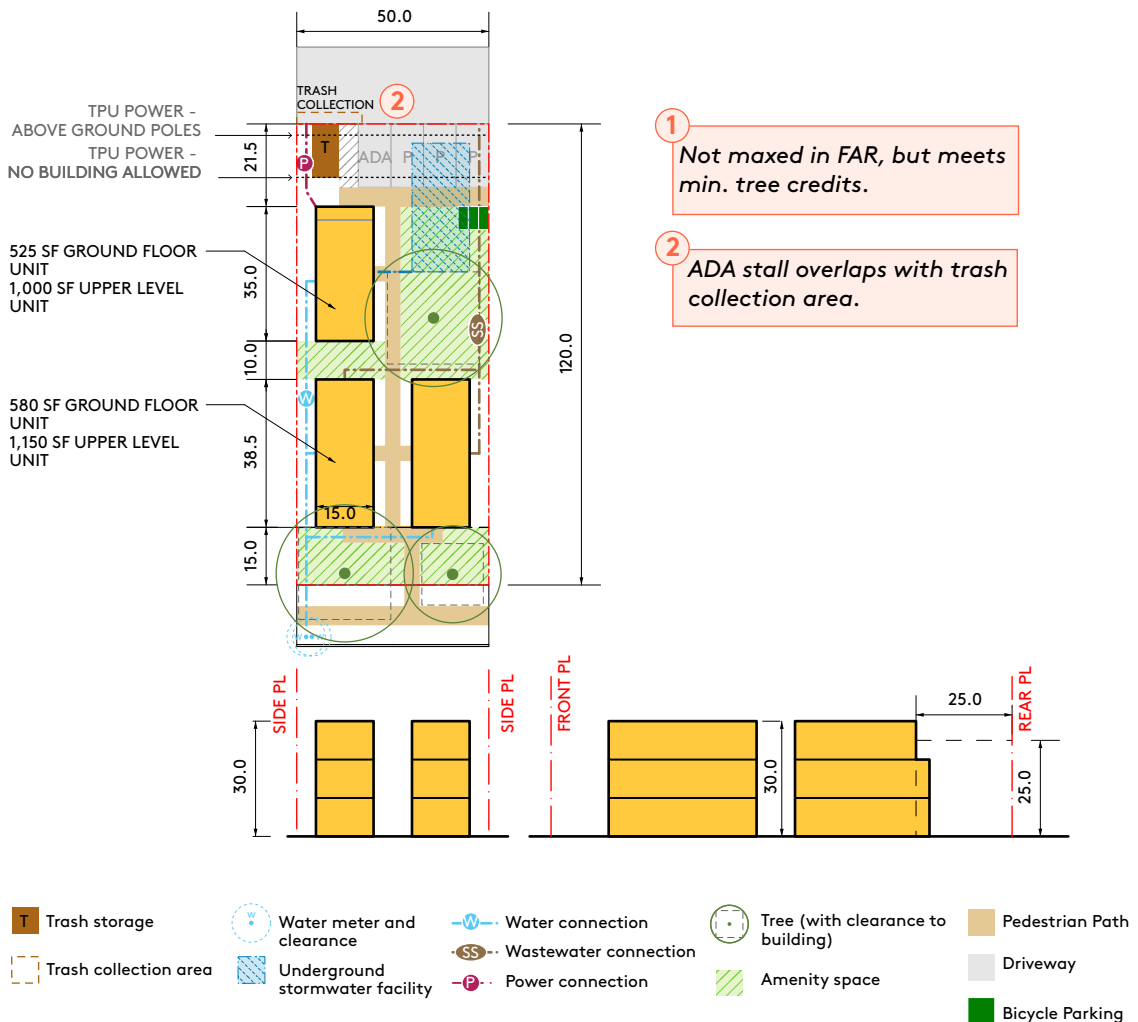 50.0
TRASH
COLLECTION
2
TPU POWER -
ABOVE GROUND POLES
TPU POWER -
NO BUILDING ALLOWED
21.5
P
T
ADA
P
P
P
1
Not maxed in FAR, but meets
min. tree credits.
2
ADA stall overlaps with trash
collection area.
525 SF GROUND FLOOR
UNIT
1,000 SF UPPER LEVEL
UNIT
35.0
SS
10.0
120.0
W
580 SF GROUND FLOOR
UNIT
1,150 SF UPPER LEVEL
UNIT
38.5
15.0
15.0
SIDE PL
SIDE PL
FRONT PL
REAR PL
25.0
30.0
30.0
25.0
T Trash storage
Trash collection area
W
Water meter and
clearance
Underground
stormwater facility
W Water connection
SS Wastewater connection
P Power connection
Tree (with clearance to
building)
Amenity space
Pedestrian Path
Driveway
Bicycle Parking